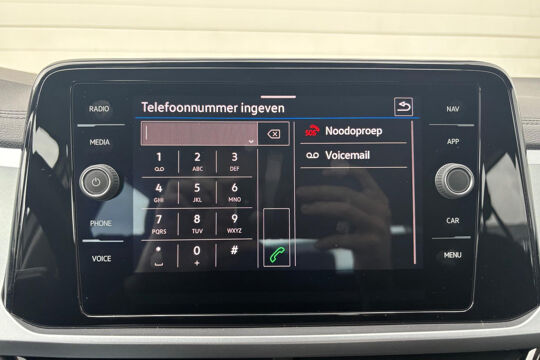 Telefoonnummer ingeven
RADIO
MEDIA
PHONE
VOICE
1 2 3
ABC DEF
4 5 6
GHI JKL MNO
7 8 9
PQRS TUV WXYZ
* 0 #
+
SOS Noodoproep
Voicemail
NAV
APP
CAR
MENU